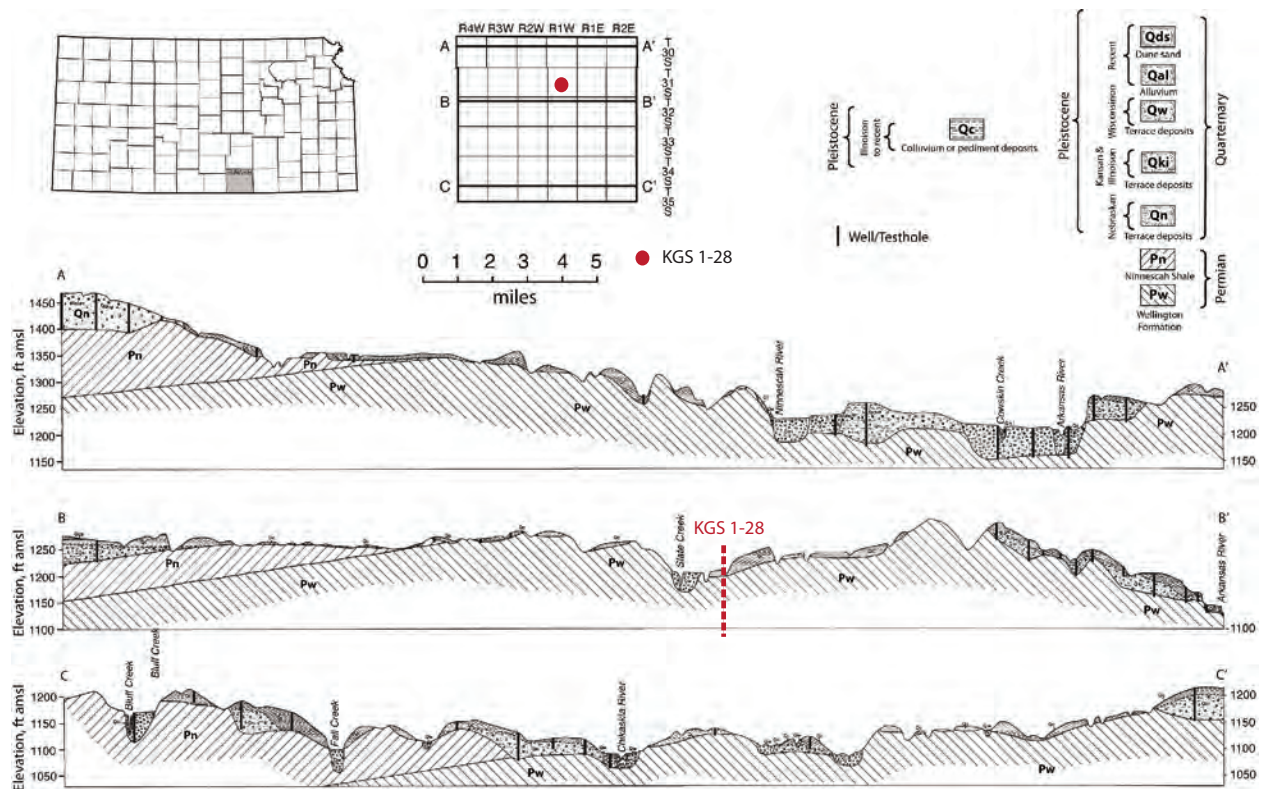 R4W R3W R2W R1W R1E R2E
A
A'
T
30
S
T
31
S
T
32
S
T
33
S
T
34
S
T
35
S
B
B'
C
C'
0 1 2 3 4 5
miles
KGS 1-28
Pleistocene
Illinoison
to recent
Qc
Colluvium or pediment deposits
Well/Testhole
Pleistocene
Recent
Qds
Dune sand
Qal
Alluvium
Wisconsinon
Qw
Terrace deposits
Kansan &
Illinoison
Qki
Terrace deposits
Nebraskan
Qn
Terrace deposits
Quaternary
Pn
Ninnescah Shale
Pw
Wellington
Formation
Permian
A
A'
Elevation, ft amsl
1450
1400
1350
1300
1250
1200
1150
Qn
Pn
Pn
Pw
Pw
Ninnescah River
Pw
Cowskin Creek
Arkansas River
Pw
1250
1200
1150
B
B'
Elevation, ft amsl
1250
1200
1150
1100
Pn
Pw
Pw
Slate Creek
KGS 1-28
Pw
Pw
Arkansas River
1100
C
C'
Elevation, ft amsl
1200
1150
1100
1050
Bluff Creek
Bluff Creek
Pn
Fall Creek
Pw
Chikaskia River
Pw
1200
1150
1100
1050